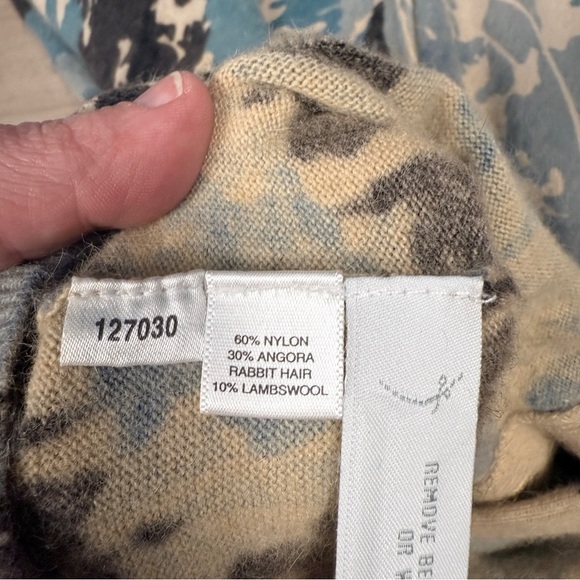 127030
60% NYLON
30% ANGORA
RABBIT HAIR
10% LAMBSWOOL
REMOVE BE
OR